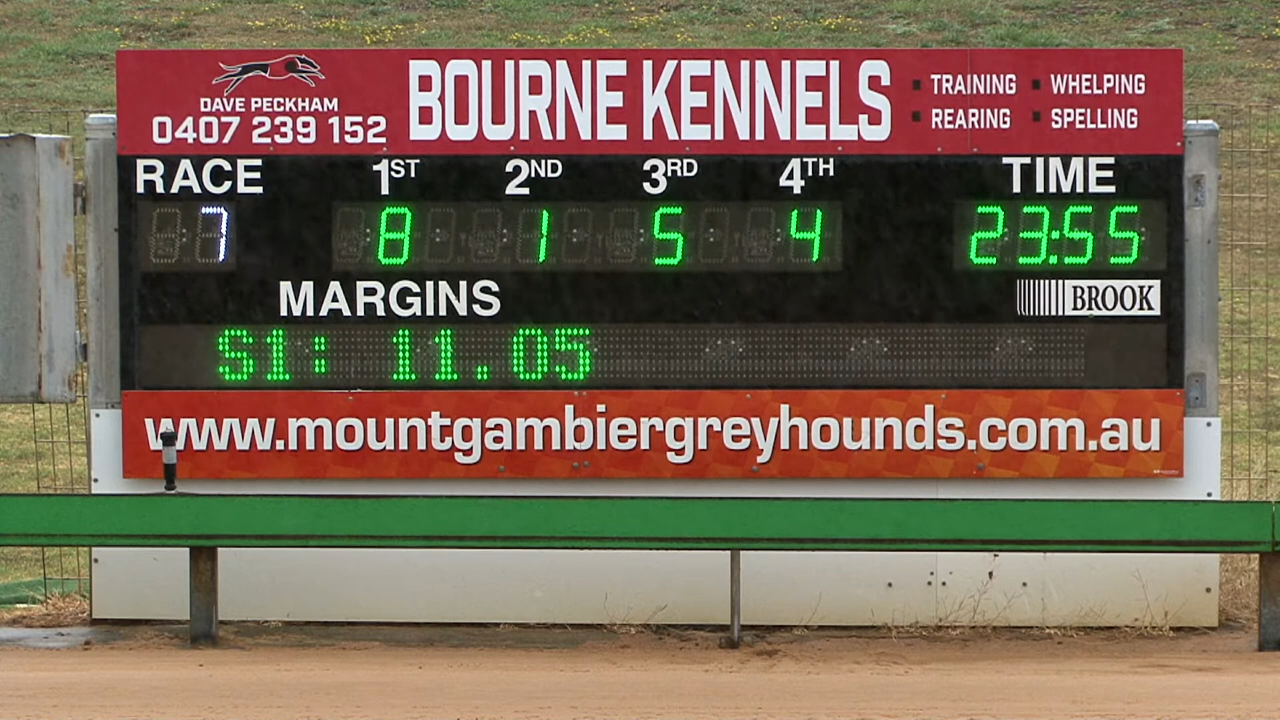 BOURNE KENNELS
DAVE PECKHAM
0407 239 152
TRAINING WHELPING
REARING SPELLING
RACE 1ST 2ND 3RD 4TH TIME
7 8 1 5 4 23:55
MARGINS BROOK
S1: 11.05
www.mountgambiergreyhounds.com.au